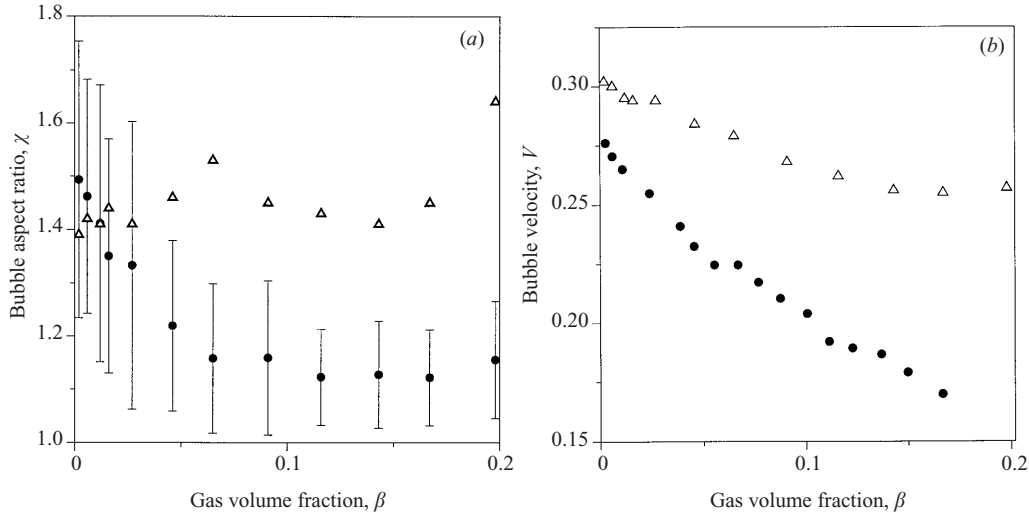 1.8
(a)
1.6
1.4
1.2
1.0
0
0.1
0.2
Bubble aspect ratio, χ
Gas volume fraction, β
(b)
0.30
0.25
0.20
0.15
0
0.1
0.2
Bubble velocity, V
Gas volume fraction, β